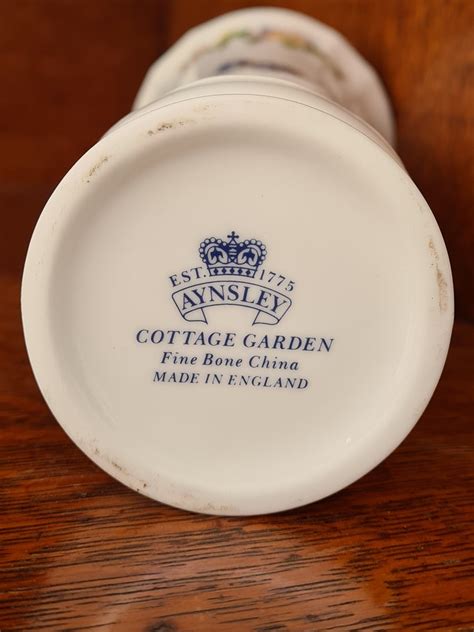 EST. 1775
AYNSLEY
COTTAGE GARDEN
Fine Bone China
MADE IN ENGLAND